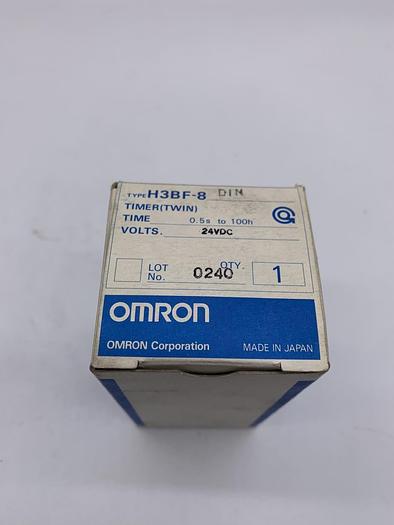 TYPE H3BF-8 DIN
TIMER(TWIN)
TIME 0.5s to 100h
VOLTS. 24VDC
LOT No. 0240 QTY. 1
OMRON
OMRON Corporation MADE IN JAPAN